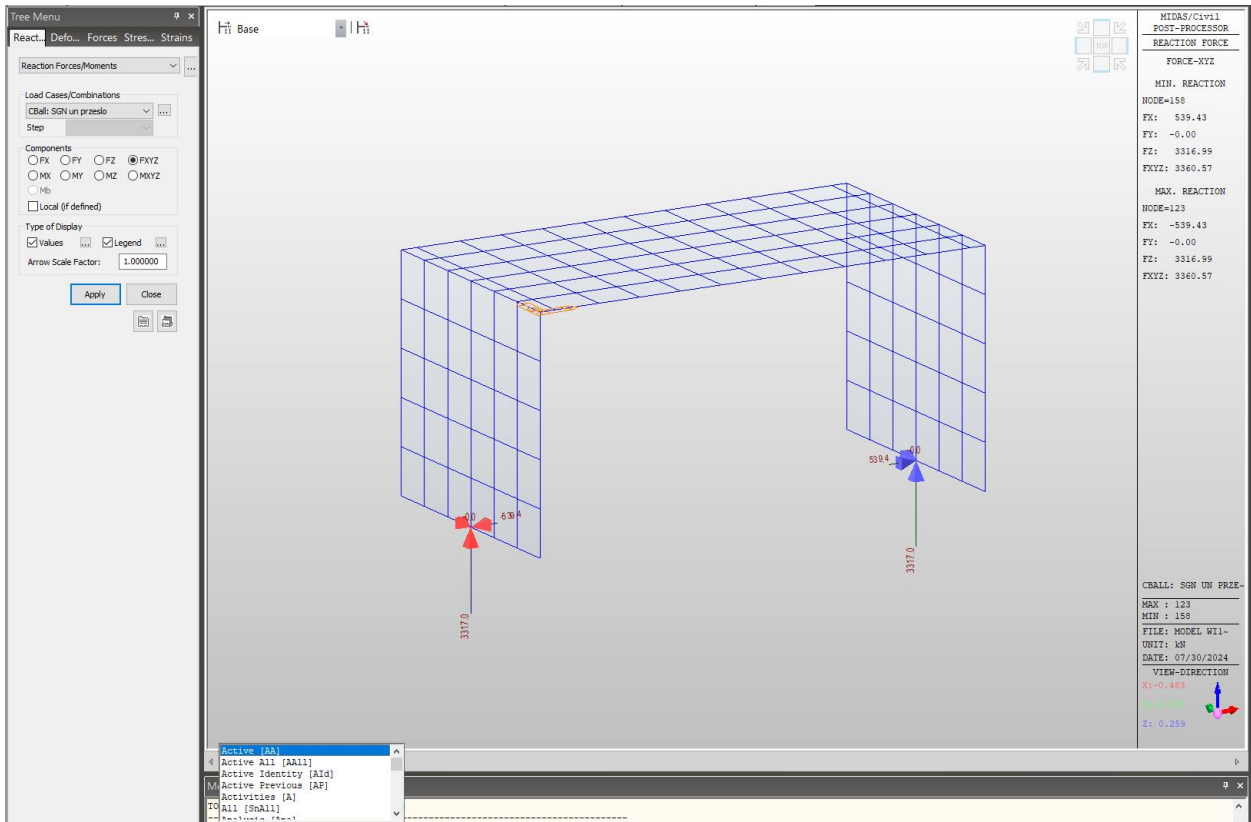 Tree Menu
React... Defo... Forces Stres... Strains
Reaction Forces/Moments
...
Load Cases/Combinations
CBall: SGN un przeslo
...
Step
Components
FX FY FZ FXYZ
MX MY MZ MXYZ
Mb
Local (if defined)
Type of Display
Values ... Legend ...
Arrow Scale Factor: 1.000000
Apply Close
Base
TOP
539.4
-0.0
3317.0
-0.0
-539.4
3317.0
MIDAS/Civil
POST-PROCESSOR
REACTION FORCE
FORCE-XYZ
MIN. REACTION
NODE=158
FX: 539.43
FY: -0.00
FZ: 3316.99
FXYZ: 3360.57
MAX. REACTION
NODE=123
FX: -539.43
FY: -0.00
FZ: 3316.99
FXYZ: 3360.57
CBALL: SGN UN PRZE~
MAX : 123
MIN : 158
FILE: MODEL WI1~
UNIT: kN
DATE: 07/30/2024
VIEW-DIRECTION
X:-0.483
Z: 0.259
Active [AA]
Active All [AAll]
Active Identity [AId]
Active Previous [AP]
Activities [A]
All [SnAll]
Analysis [Ana]